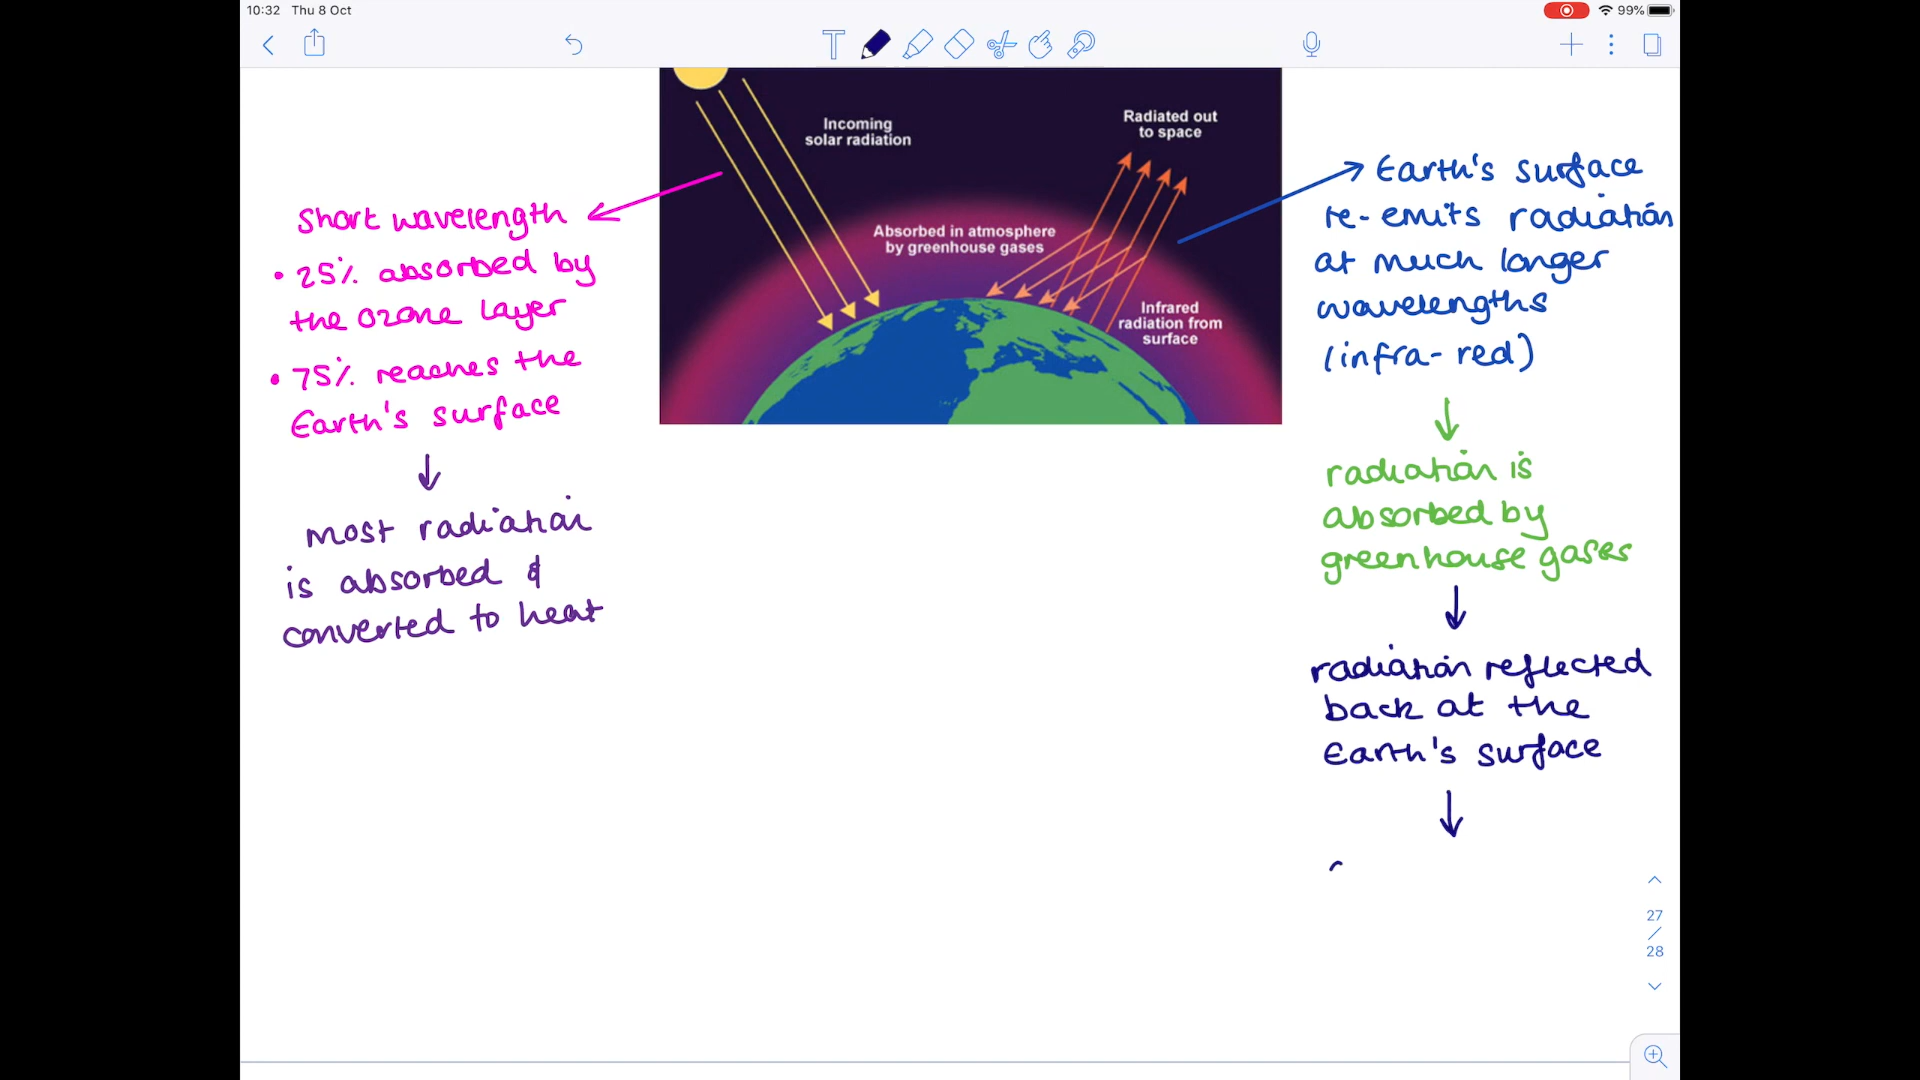 10:32 Thu 8 Oct
99%
T
Incoming
solar radiation
Radiated out
to space
Absorbed in atmosphere
by greenhouse gases
Infrared
radiation from
surface
Short wavelength
• 25% absorbed by
the ozone layer
• 75% reaches the
Earth's surface
↓
most radiation
is absorbed &
converted to heat
Earth's surface
re-emits radiation
at much longer
wavelengths
(infra-red)
↓
radiation is
absorbed by
greenhouse gases
↓
radiation reflected
back at the
Earth's surface
↓
27
/
28